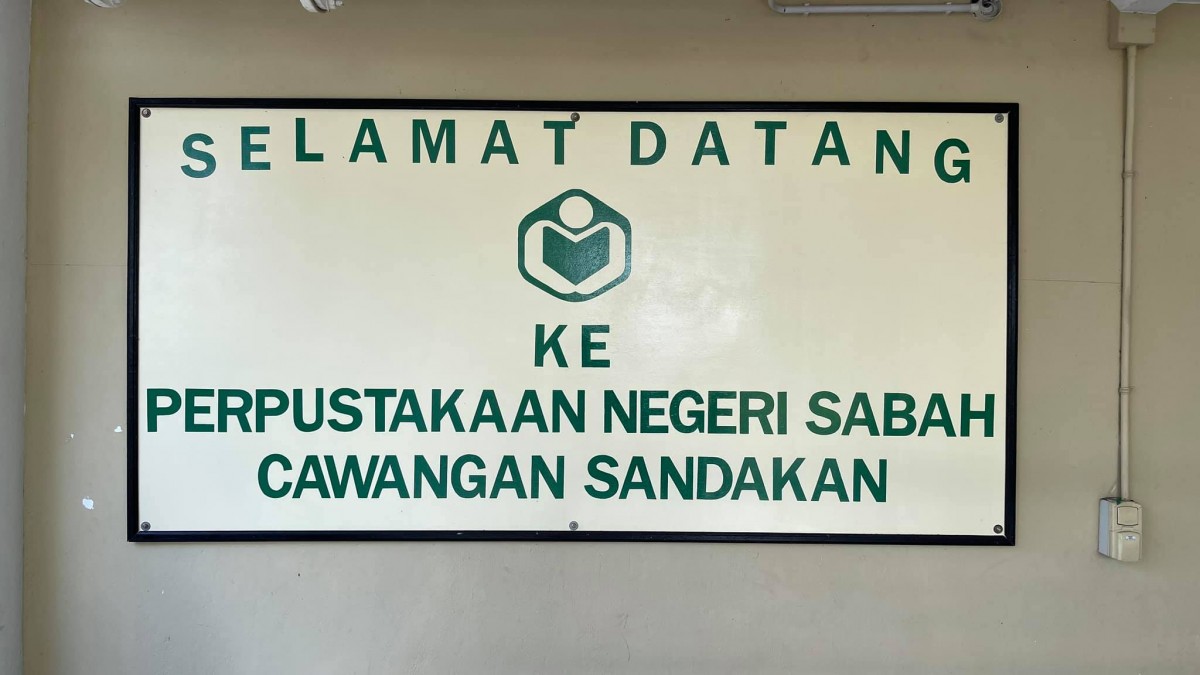 SELAMAT DATANG
KE
PERPUSTAKAAN NEGERI SABAH
CAWANGAN SANDAKAN